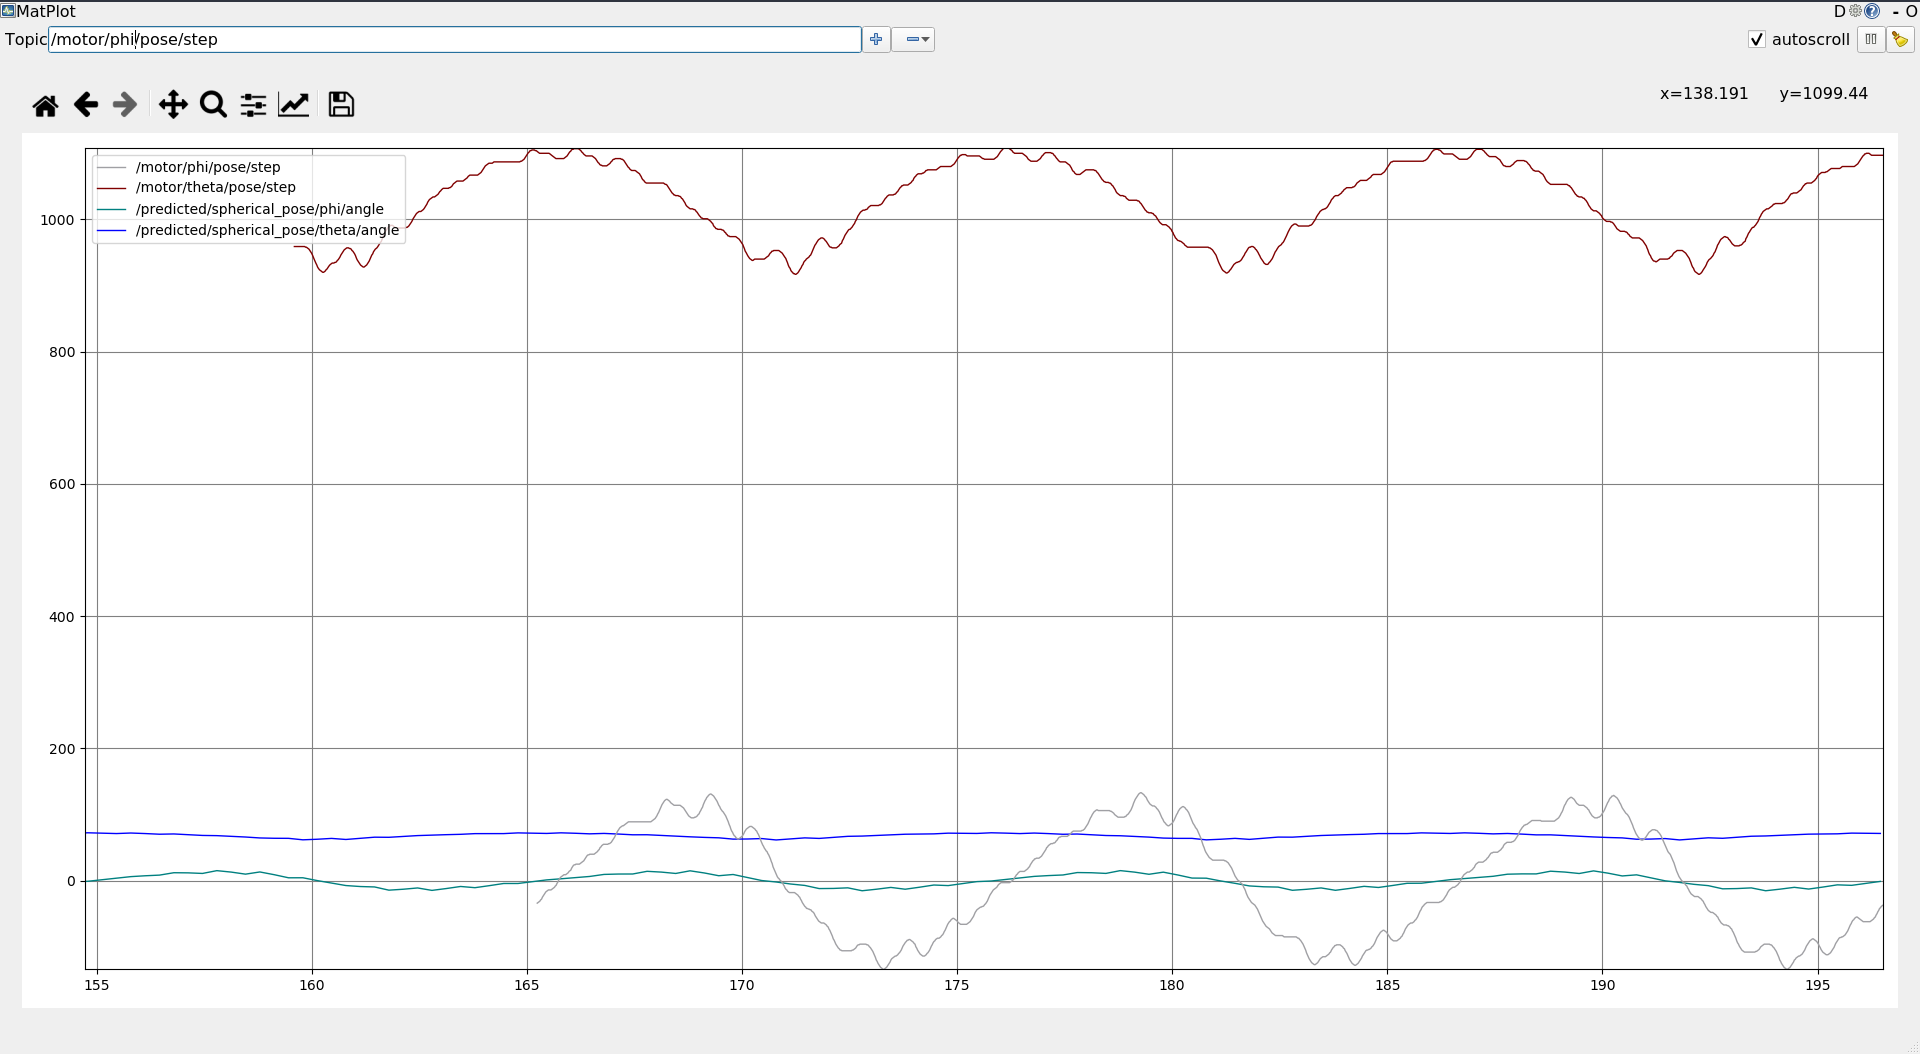 MatPlot
D
- O
Topic /motor/phi/pose/step
autoscroll
x=138.191 y=1099.44
/motor/phi/pose/step
/motor/theta/pose/step
/predicted/spherical_pose/phi/angle
/predicted/spherical_pose/theta/angle
1000
800
600
400
200
0
155 160 165 170 175 180 185 190 195